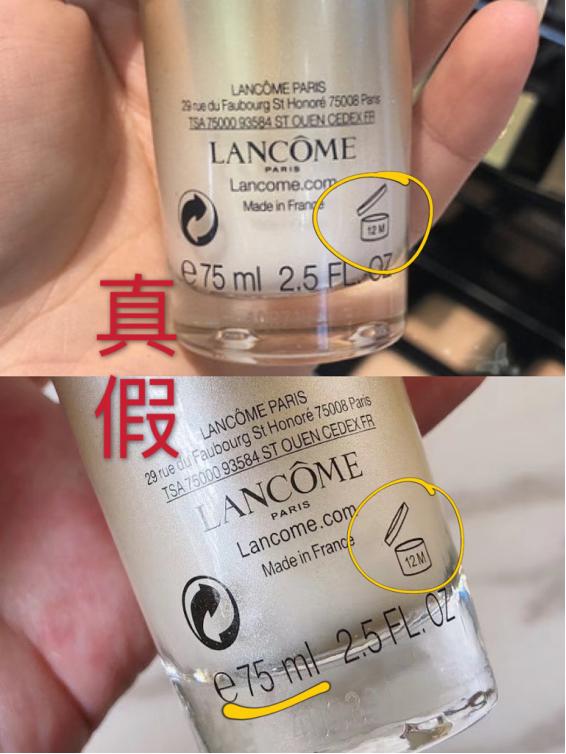 LANCÔME PARIS
29 rue du Faubourg St Honoré 75008 Paris
TSA 75000 93584 ST OUEN CEDEX FR
LANCÔME
PARIS
Lancome.com
Made in France
12 M
e 75 ml 2.5 FL. OZ
真
假
LANCÔME PARIS
29 rue du Faubourg St Honoré 75008 Paris
TSA 75000 93584 ST OUEN CEDEX FR
LANCÔME
PARIS
Lancome.com
Made in France
12 M
e 75 ml 2.5 FL. OZ